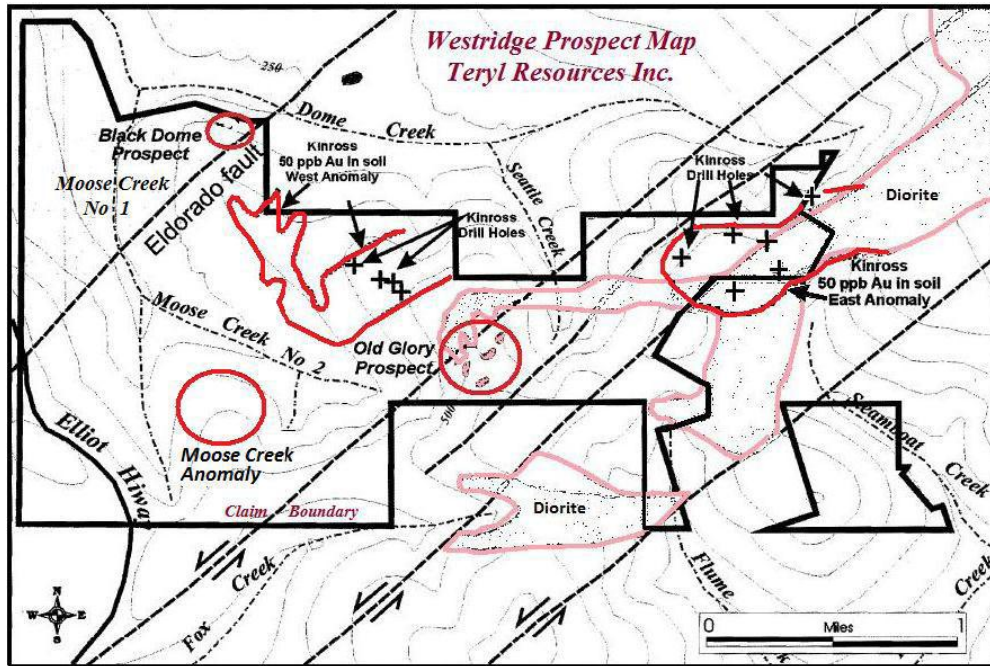 Westridge Prospect Map
Teryl Resources Inc.
250
Dome
Creek
Black Dome
Prospect
Moose Creek
No 1
Eldorado fault
Kinross
50 ppb Au in soil
West Anomaly
Seattle
Creek
Kinross
Drill Holes
Kinross
Drill Holes
Diorite
Kinross
50 ppb Au in soil
East Anomaly
Moose Creek
No 2
Old Glory
Prospect
500
Moose Creek
Anomaly
Elliot
Hiway
Claim Boundary
Diorite
Seamloat
Creek
Fox
Creek
Flume
Creek
Creek
N
W
E
S
0
1
Miles